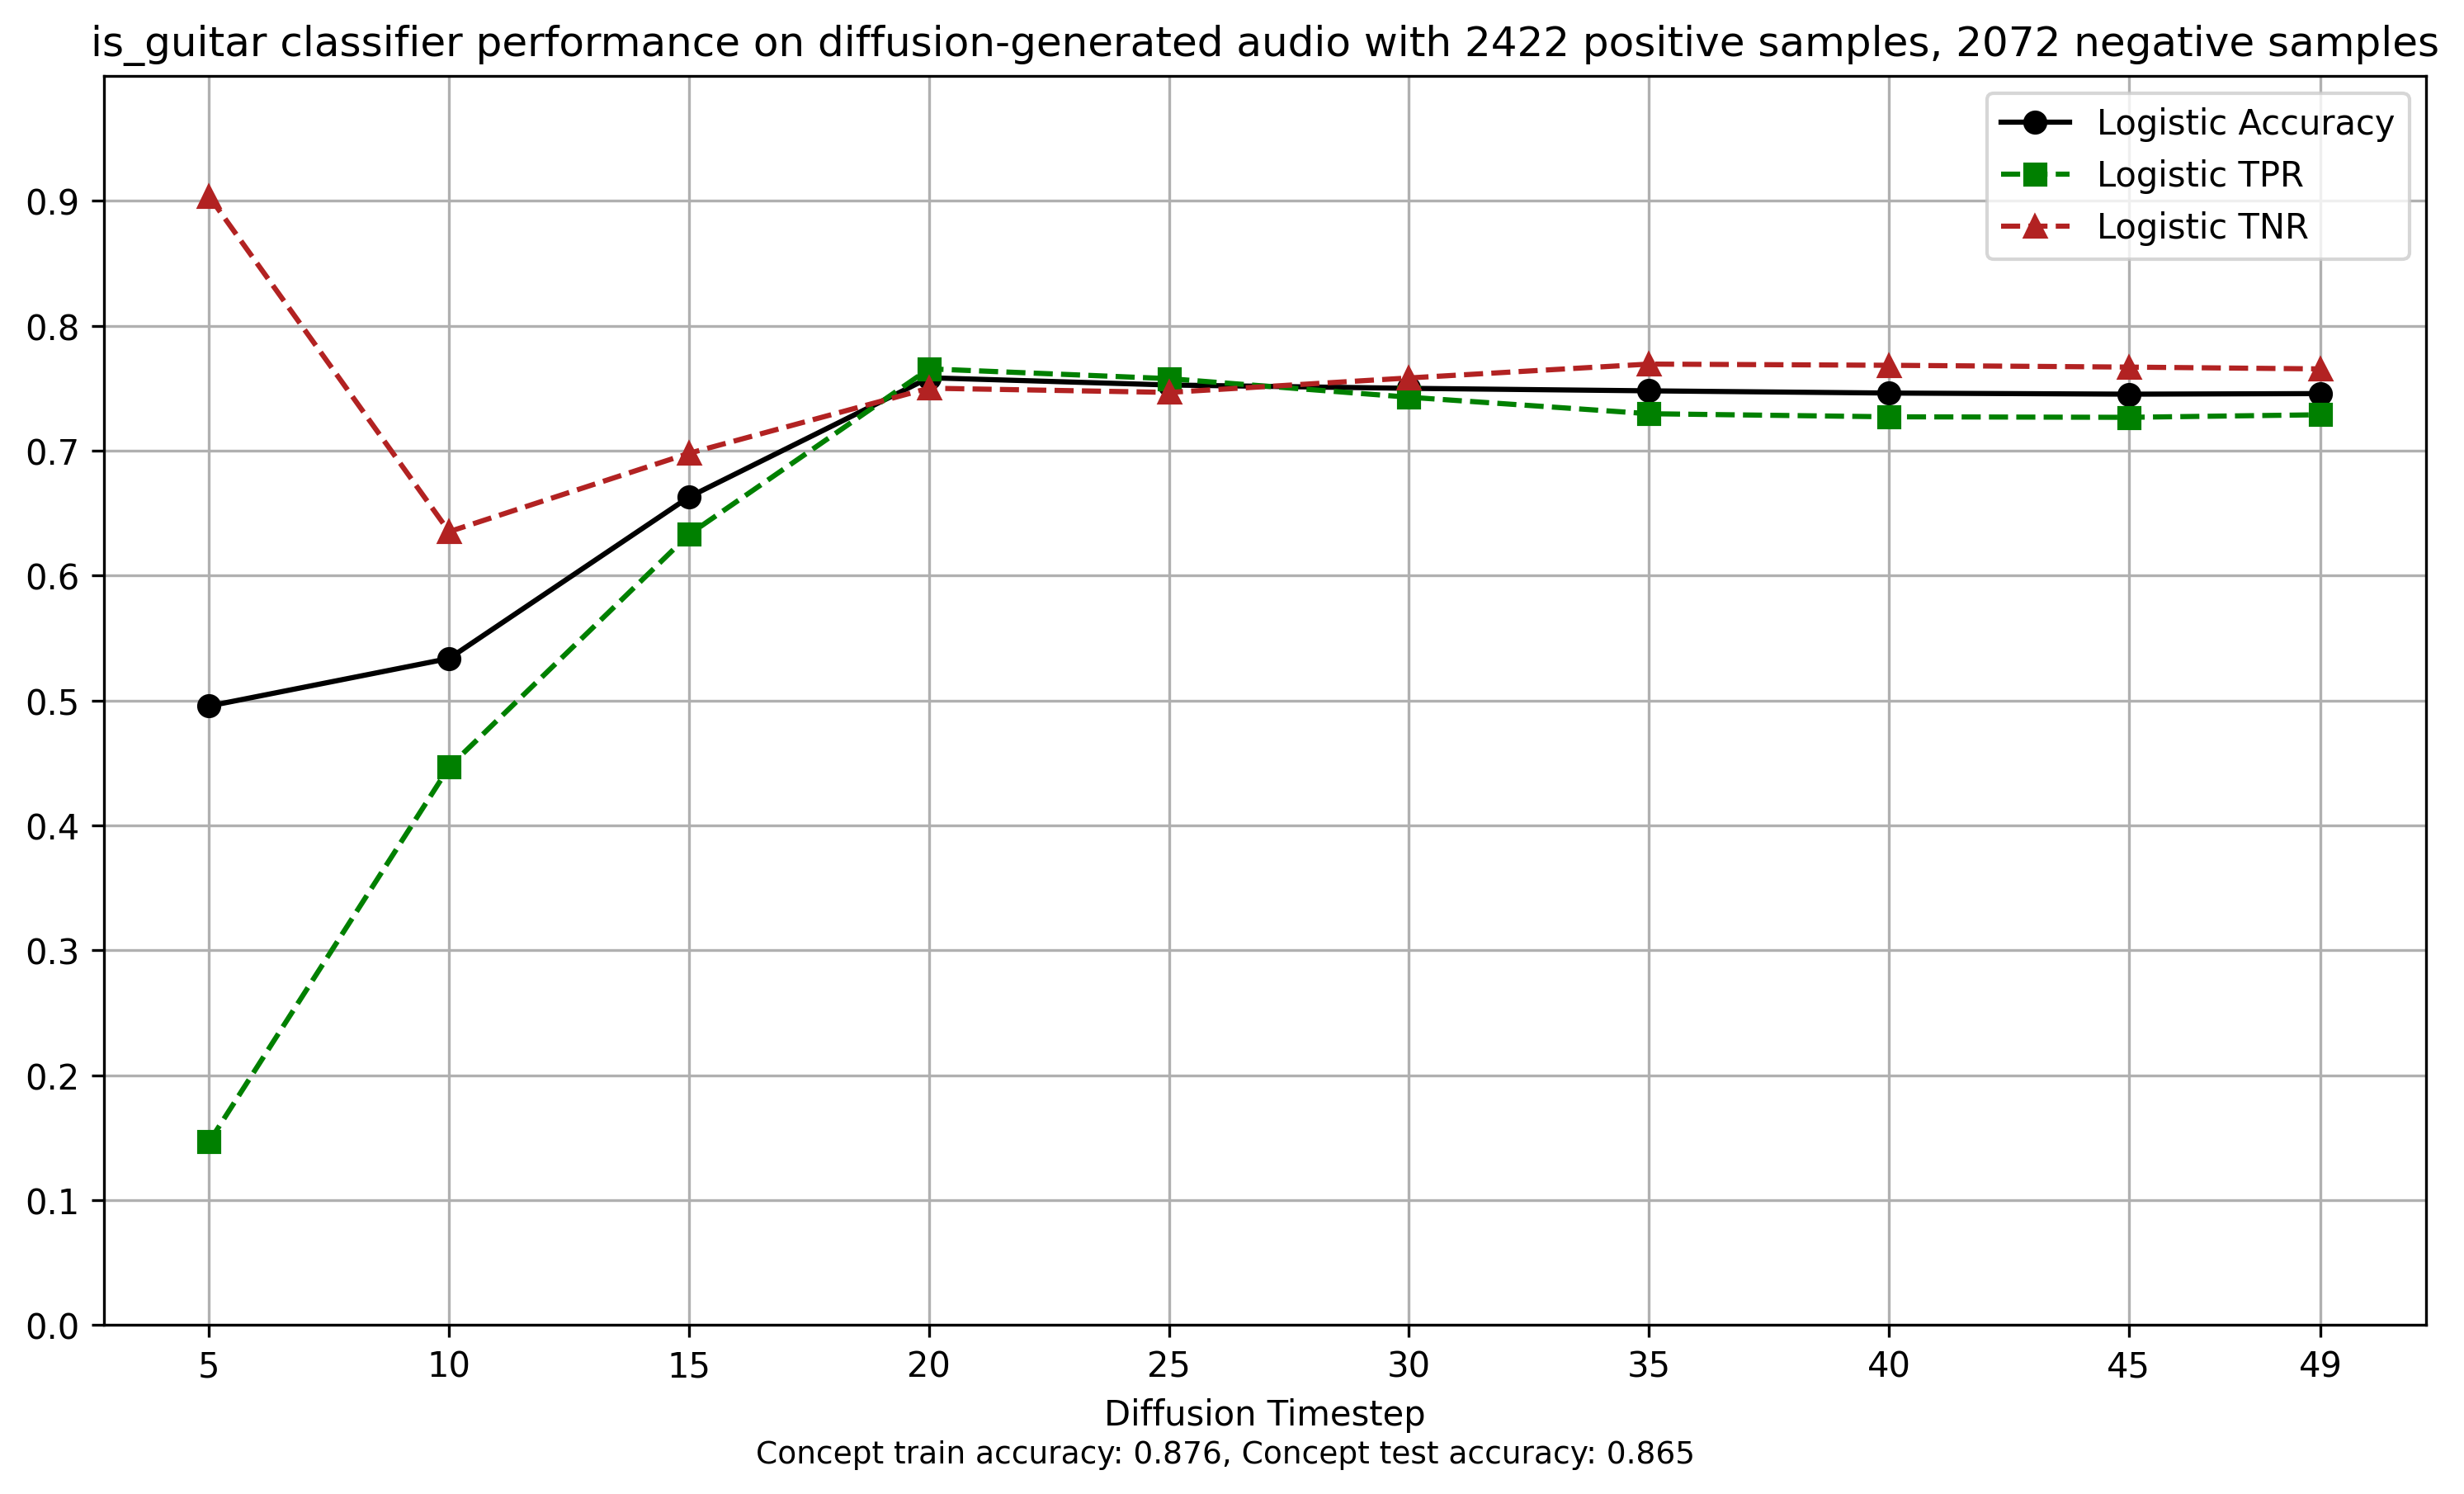 is_guitar classifier performance on diffusion-generated audio with 2422 positive samples, 2072 negative samples
Logistic Accuracy
Logistic TPR
Logistic TNR
0.9
0.8
0.7
0.6
0.5
0.4
0.3
0.2
0.1
0.0
5 10 15 20 25 30 35 40 45 49
Diffusion Timestep
Concept train accuracy: 0.876, Concept test accuracy: 0.865